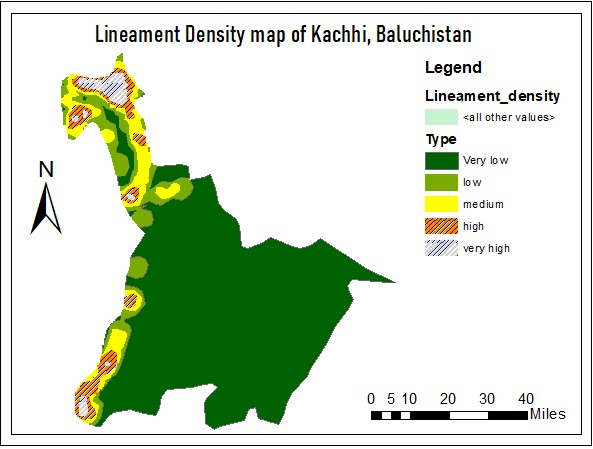 Lineament Density map of Kachhi, Baluchistan
Legend
Lineament_density
<all other values>
Type
Very low
low
medium
high
very high
N
0 5 10 20 30 40
Miles